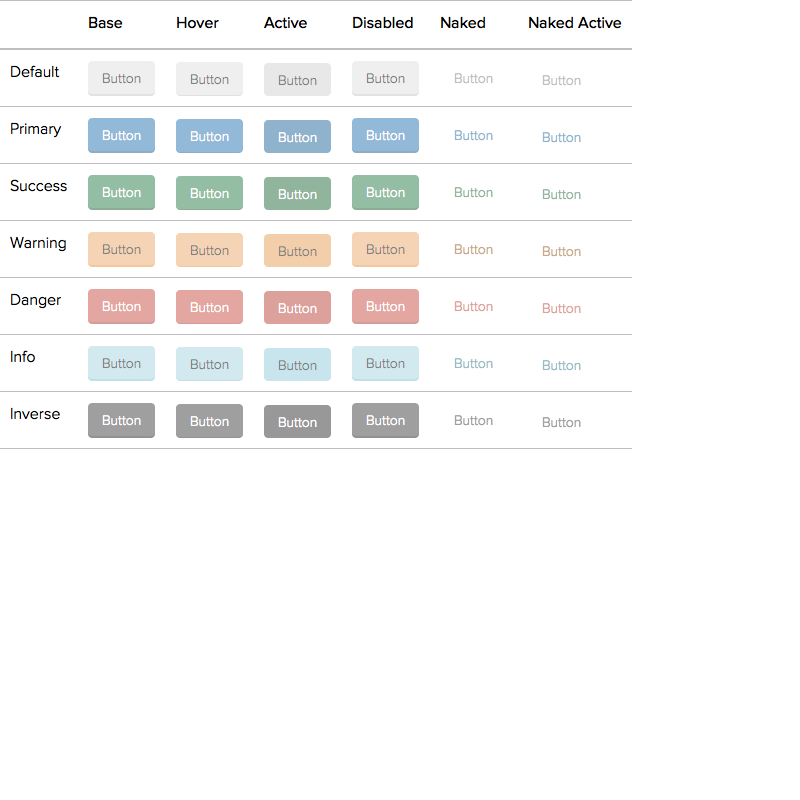 Base Hover Active Disabled Naked Naked Active
Default Button Button Button Button Button Button
Primary Button Button Button Button Button Button
Success Button Button Button Button Button Button
Warning Button Button Button Button Button Button
Danger Button Button Button Button Button Button
Info Button Button Button Button Button Button
Inverse Button Button Button Button Button Button